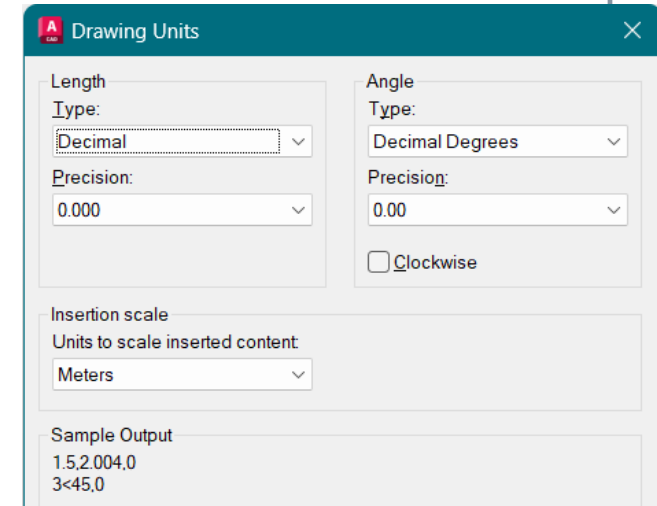 A
CAD
Drawing Units
Length
Type:
Decimal
Precision:
0.000
Angle
Type:
Decimal Degrees
Precision:
0.00
Clockwise
Insertion scale
Units to scale inserted content:
Meters
Sample Output
1.5,2.004,0
3<45,0